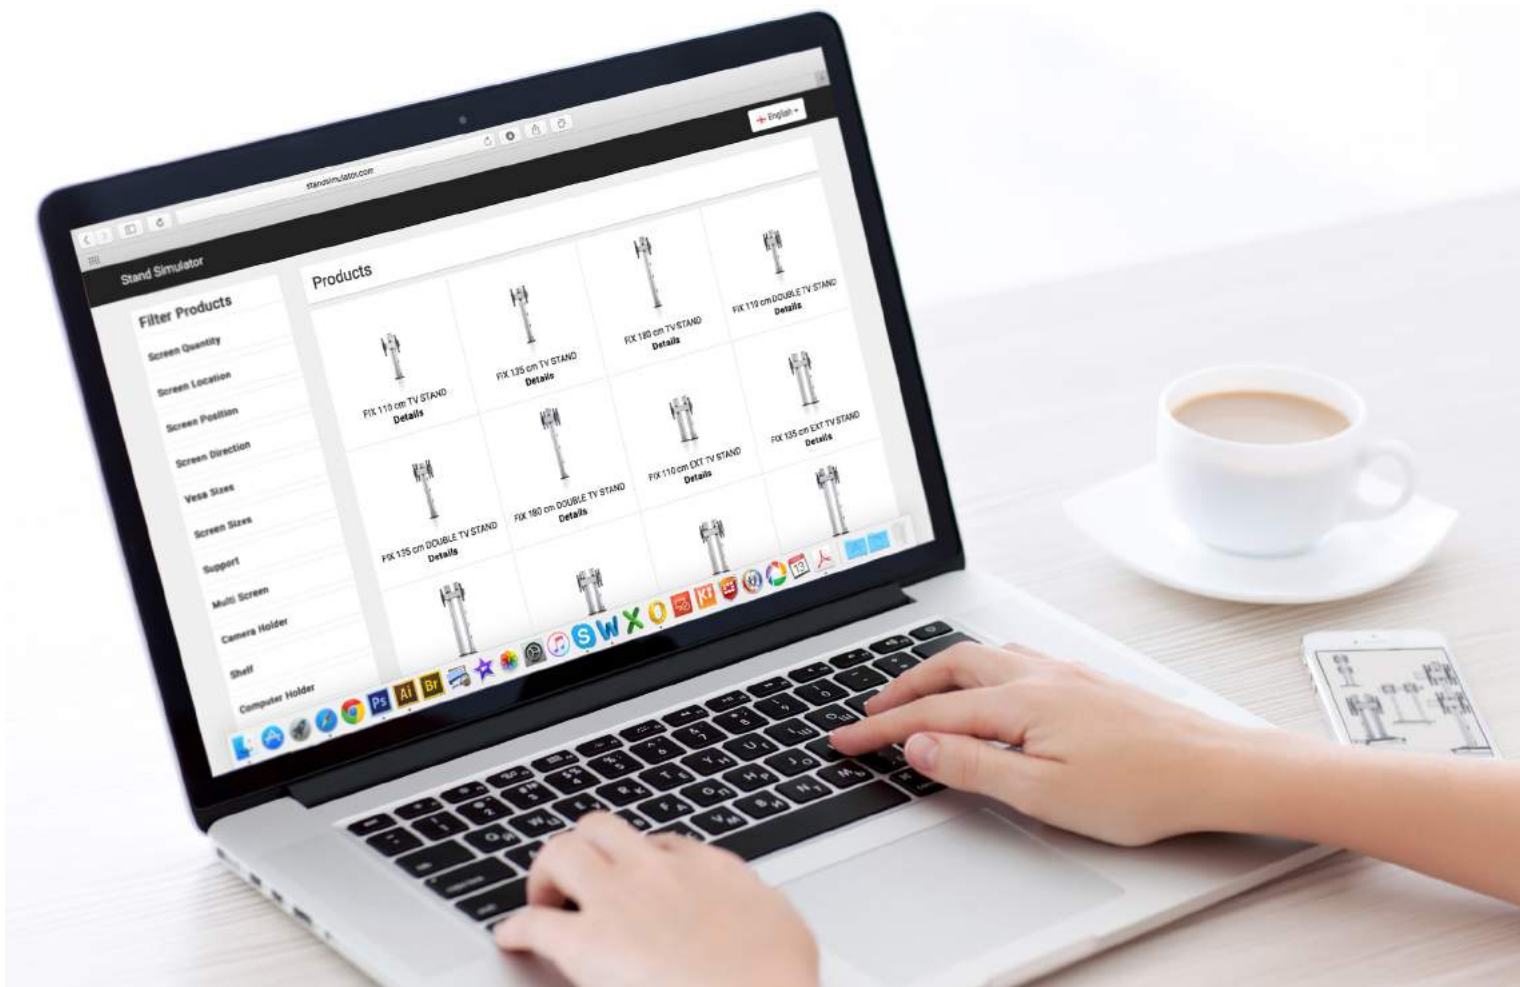 standsimulator.com
English
Stand Simulator
Filter Products
Screen Quantity
Screen Location
Screen Position
Screen Direction
Vesa Sizes
Screen Sizes
Support
Multi Screen
Camera Holder
Shelf
Computer Holder
Products
FIX 110 cm TV STAND
Details
FIX 135 cm TV STAND
Details
FIX 180 cm TV STAND
Details
FIX 110 cm DOUBLE TV STAND
Details
FIX 135 cm DOUBLE TV STAND
Details
FIX 180 cm DOUBLE TV STAND
Details
FIX 110 cm EXT TV STAND
Details
FIX 135 cm EXT TV STAND
Details
Ps
Ai
Br
S
W
X
13